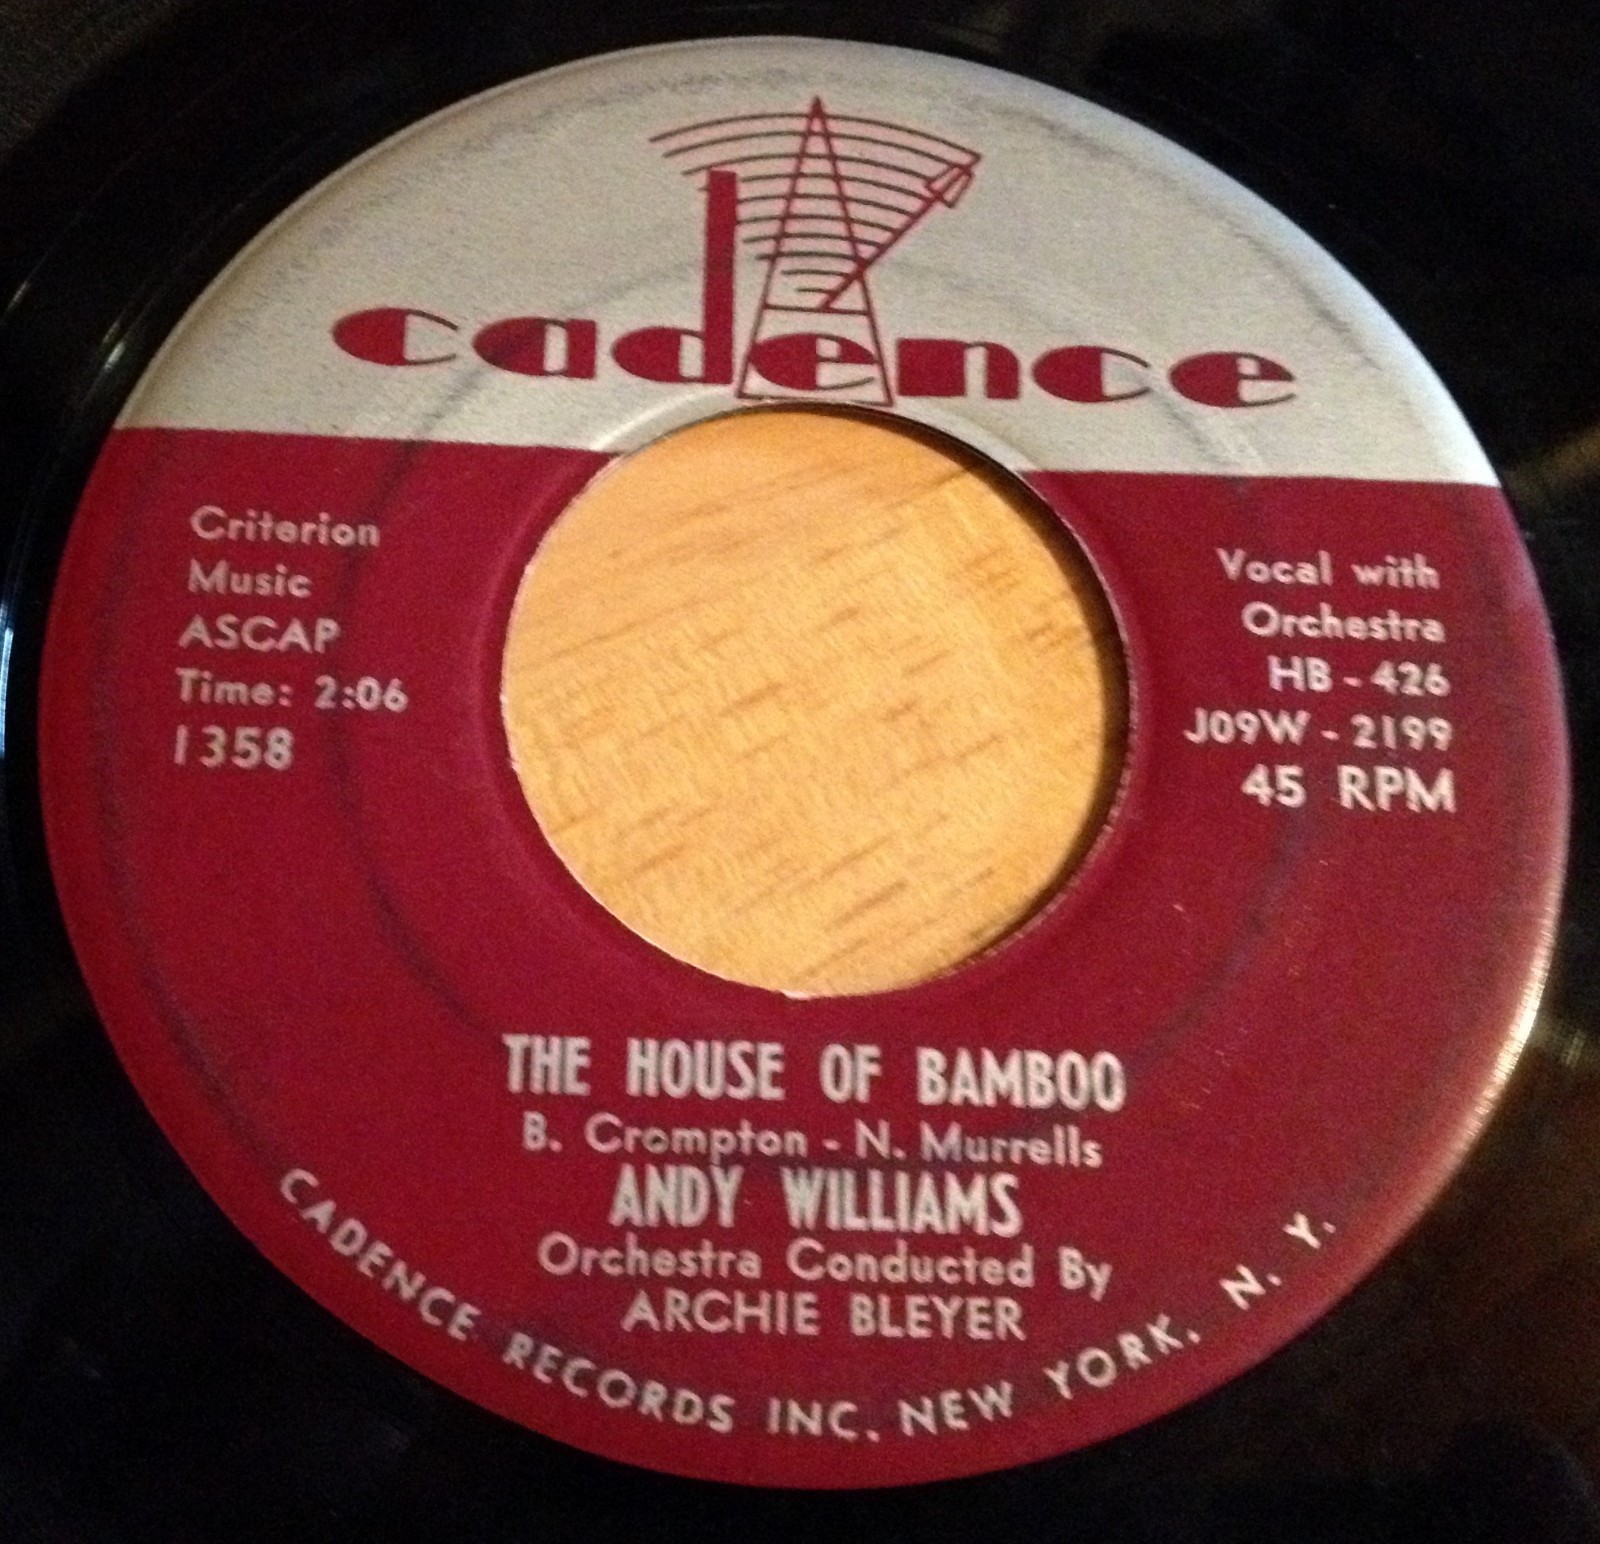 cadence
Criterion
Music
ASCAP
Time: 2:06
1358
Vocal with
Orchestra
HB - 426
J09W - 2199
45 RPM
THE HOUSE OF BAMBOO
B. Crompton - N. Murrells
ANDY WILLIAMS
Orchestra Conducted By
ARCHIE BLEYER
CADENCE RECORDS INC. NEW YORK, N. Y.